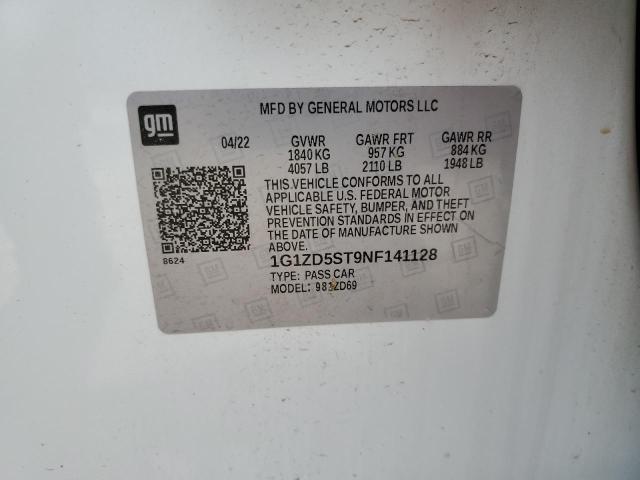 gm
MFD BY GENERAL MOTORS LLC
04/22 GVWR GAWR FRT GAWR RR
1840 KG 957 KG 884 KG
4057 LB 2110 LB 1948 LB
THIS VEHICLE CONFORMS TO ALL
APPLICABLE U.S. FEDERAL MOTOR
VEHICLE SAFETY, BUMPER, AND THEFT
PREVENTION STANDARDS IN EFFECT ON
THE DATE OF MANUFACTURE SHOWN
ABOVE.
8624
1G1ZD5ST9NF141128
TYPE: PASS CAR
MODEL: